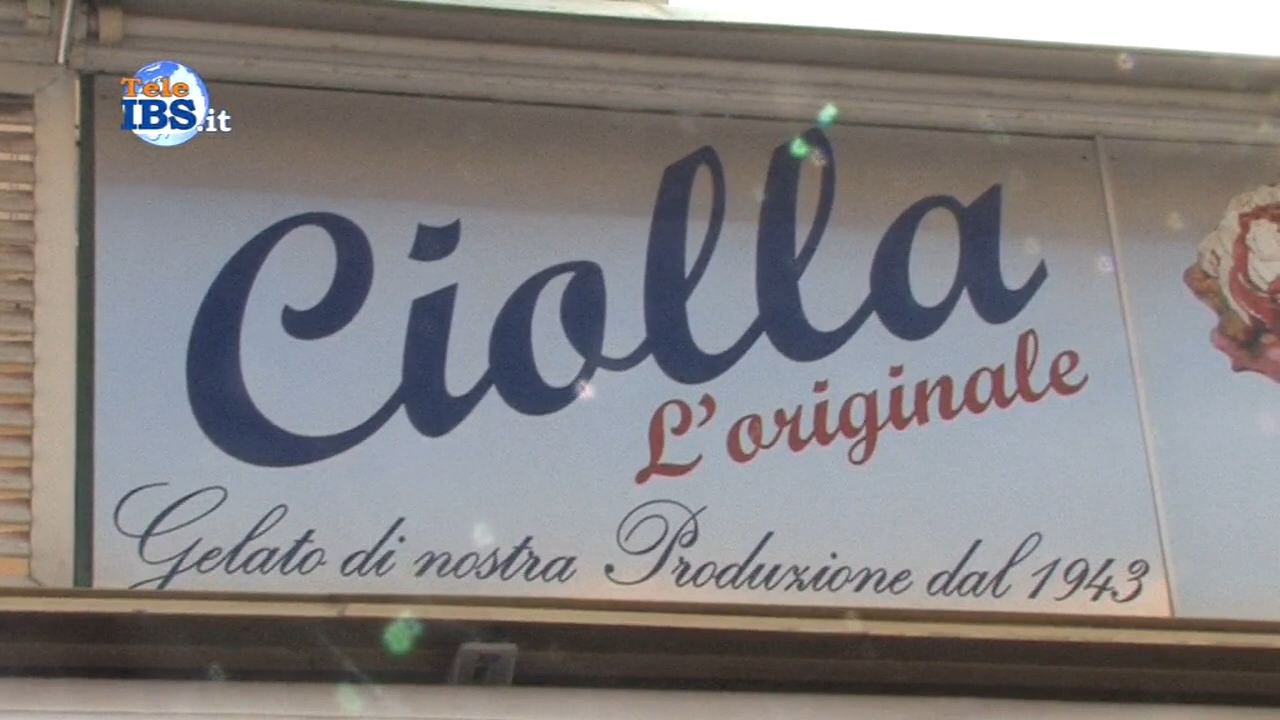 Tele
IBS.it
Ciolla
L'originale
Gelato di nostra Produzione dal 1943